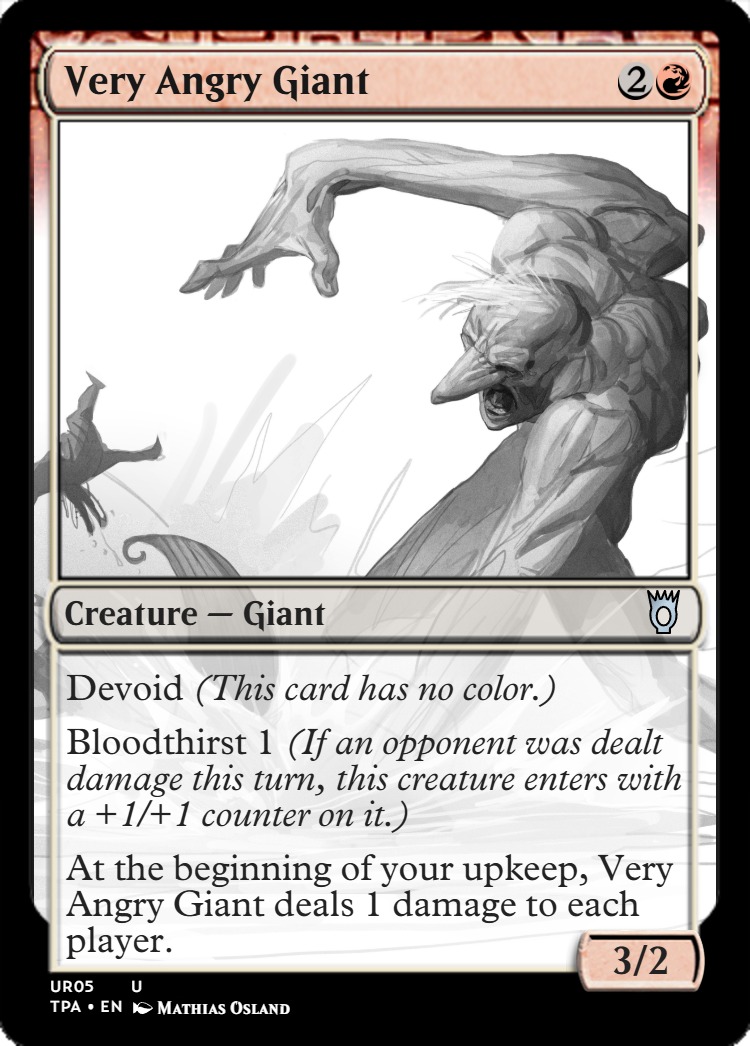 Very Angry Giant 2
Creature — Giant
Devoid (This card has no color.)
Bloodthirst 1 (If an opponent was dealt
damage this turn, this creature enters with
a +1/+1 counter on it.)
At the beginning of your upkeep, Very
Angry Giant deals 1 damage to each
player.
3/2
UR05 U
TPA • EN Mathias Osland